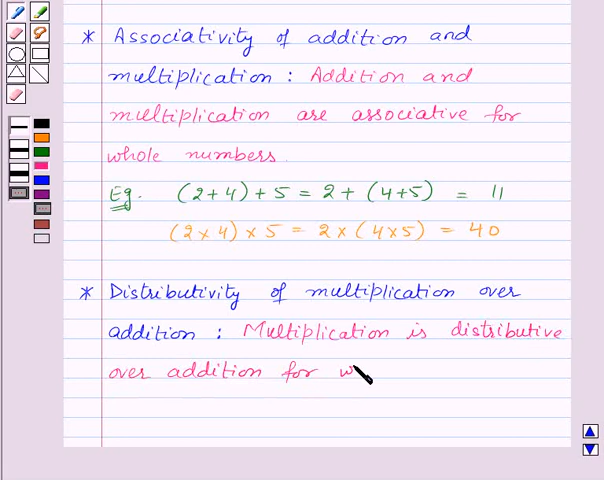 * Associativity of addition and
multiplication : Addition and
multiplication are associative for
whole numbers.
Eg. (2+4)+5 = 2+(4+5) = 11
(2×4)×5 = 2×(4×5) = 40
* Distributivity of multiplication over
addition : Multiplication is distributive
over addition for w